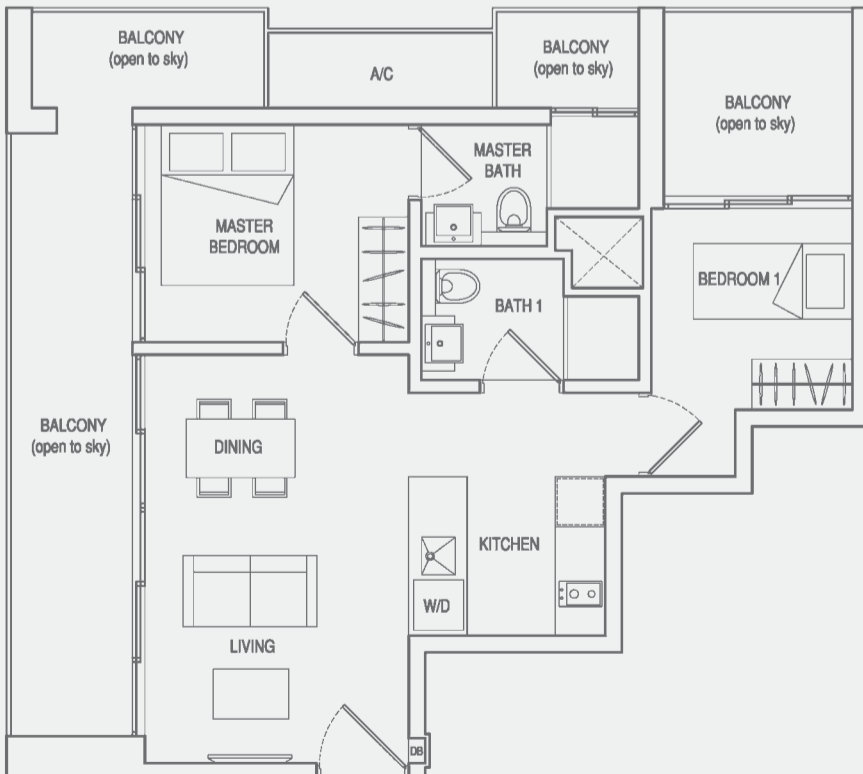 BALCONY
(open to sky)
A/C
BALCONY
(open to sky)
BALCONY
(open to sky)
MASTER
BATH
MASTER
BEDROOM
BEDROOM 1
BATH 1
BALCONY
(open to sky)
DINING
KITCHEN
W/D
LIVING
DB